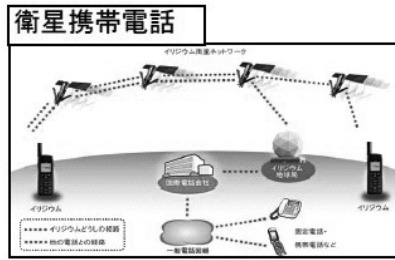 衛星携帯電話
イリジウム衛星ネットワーク
イリジウム
地球局
国際電話会社
イリジウム
イリジウム
イリジウムどうしの経路
他の電話との経路
一般電話回線
固定電話・
携帯電話など